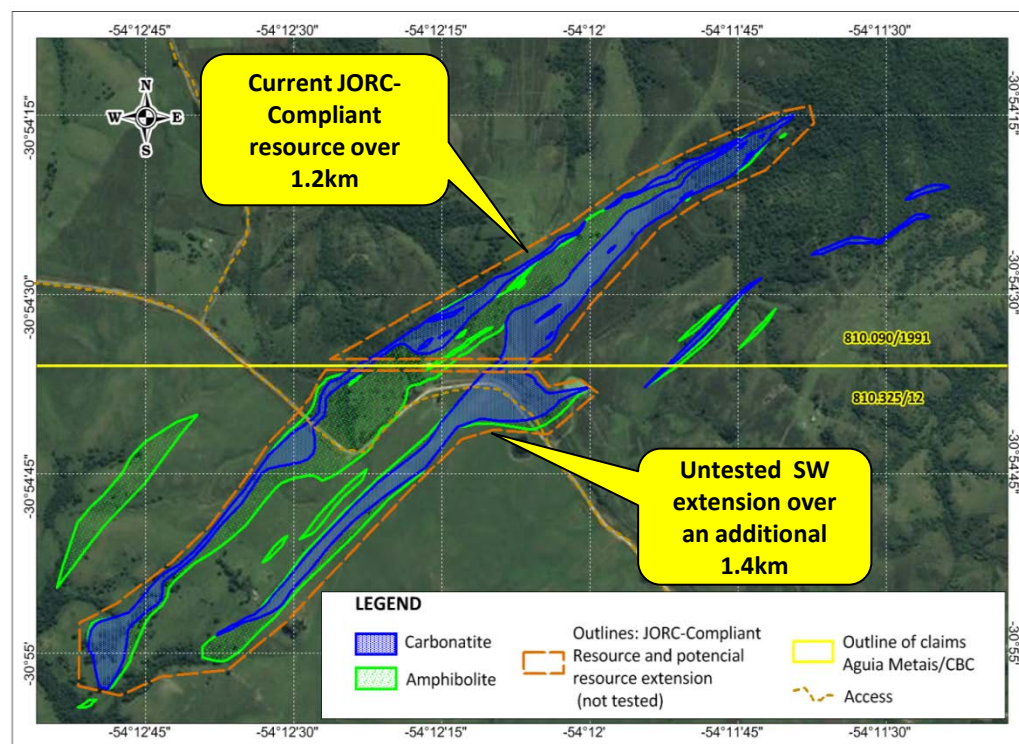 -54°12'45" -54°12'30" -54°12'15" -54°12' -54°11'45" -54°11'30"
Current JORC-
Compliant
resource over
1.2km
N
W E
S
-30°54'15" -30°54'15"
-30°54'30" -30°54'30"
810.090/1991
810.325/12
-30°54'45" -30°54'45"
Untested SW
extension over
an additional
1.4km
LEGEND
Carbonatite
Amphibolite
Outlines: JORC-Compliant
Resource and potencial
resource extension
(not tested)
Outline of claims
Aguia Metais/CBC
Access
-30°55' -30°55'
-54°12'45" -54°12'30" -54°12'15" -54°12' -54°11'45" -54°11'30"